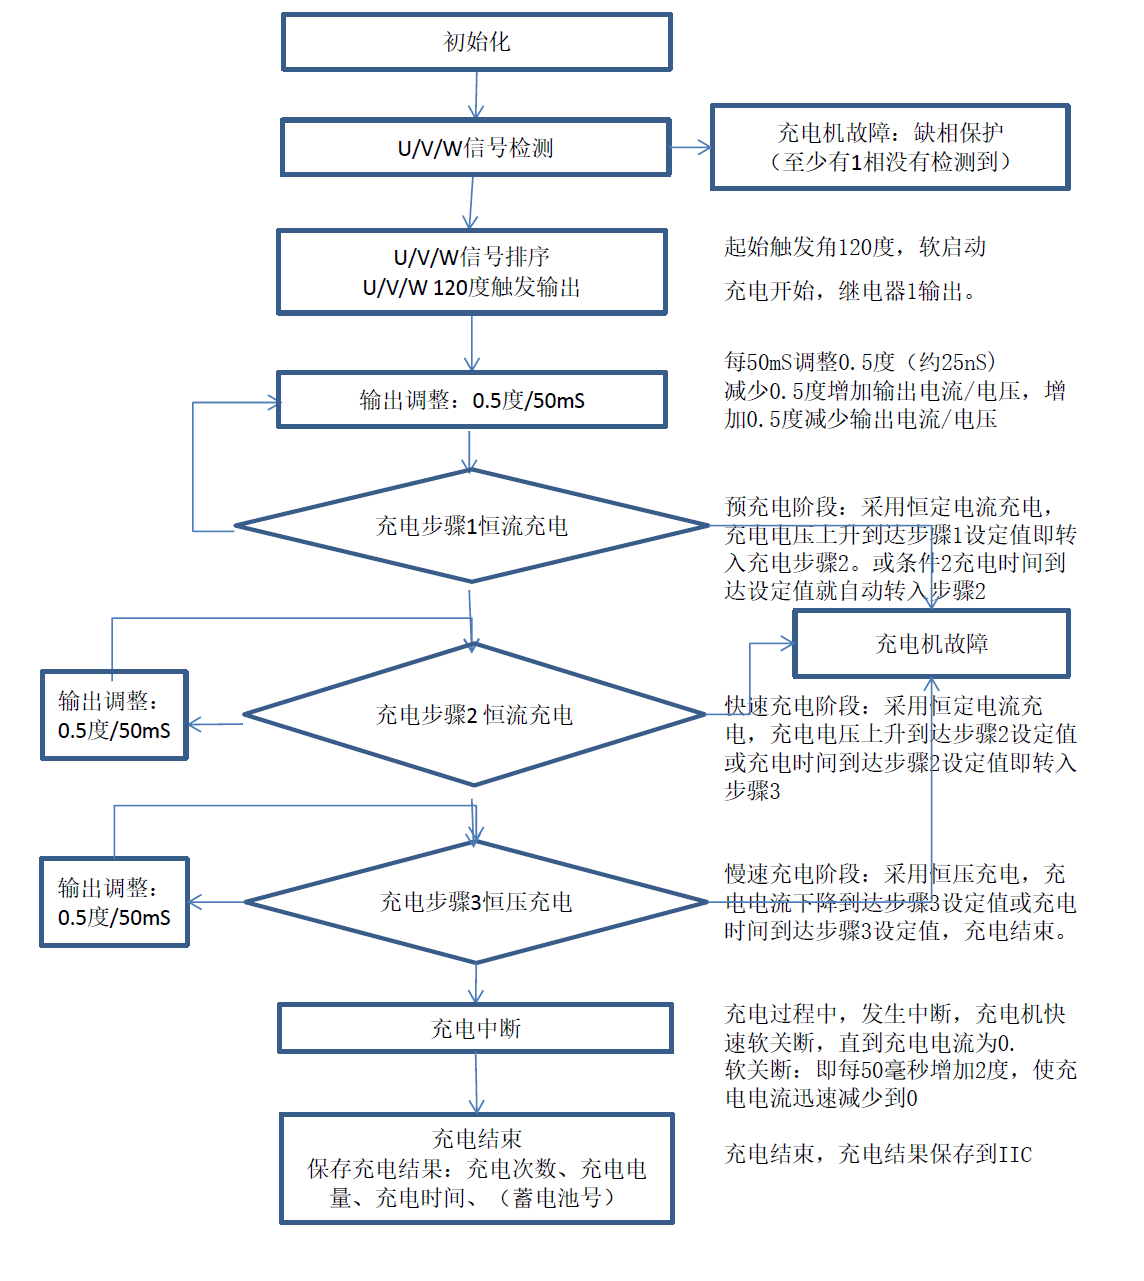 初始化
U/V/W信号检测
充电机故障：缺相保护
（至少有1相没有检测到）
U/V/W信号排序
U/V/W 120度触发输出
起始触发角120度，软启动
充电开始，继电器1输出。
输出调整：0.5度/50mS
每50mS调整0.5度（约25nS)
减少0.5度增加输出电流/电压，增
加0.5度减少输出电流/电压
充电步骤1恒流充电
预充电阶段：采用恒定电流充电，
充电电压上升到达步骤1设定值即转
入充电步骤2。或条件2充电时间到
达设定值就自动转入步骤2
充电机故障
输出调整：
0.5度/50mS
充电步骤2 恒流充电
快速充电阶段：采用恒定电流充
电，充电电压上升到达步骤2设定值
或充电时间到达步骤2设定值即转入
步骤3
输出调整：
0.5度/50mS
充电步骤3恒压充电
慢速充电阶段：采用恒压充电，充
电电流下降到达步骤3设定值或充电
时间到达步骤3设定值，充电结束。
充电中断
充电过程中，发生中断，充电机快
速软关断，直到充电电流为0.
软关断：即每50毫秒增加2度，使充
电电流迅速减少到0
充电结束
保存充电结果：充电次数、充电电
量、充电时间、（蓄电池号）
充电结束，充电结果保存到IIC